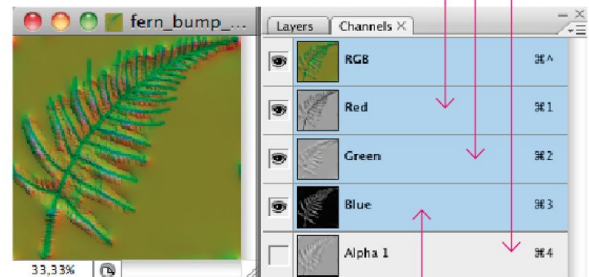 fern_bump_...
33,33%
Layers Channels ×
RGB ⌘^
Red ⌘1
Green ⌘2
Blue ⌘3
Alpha 1 ⌘4